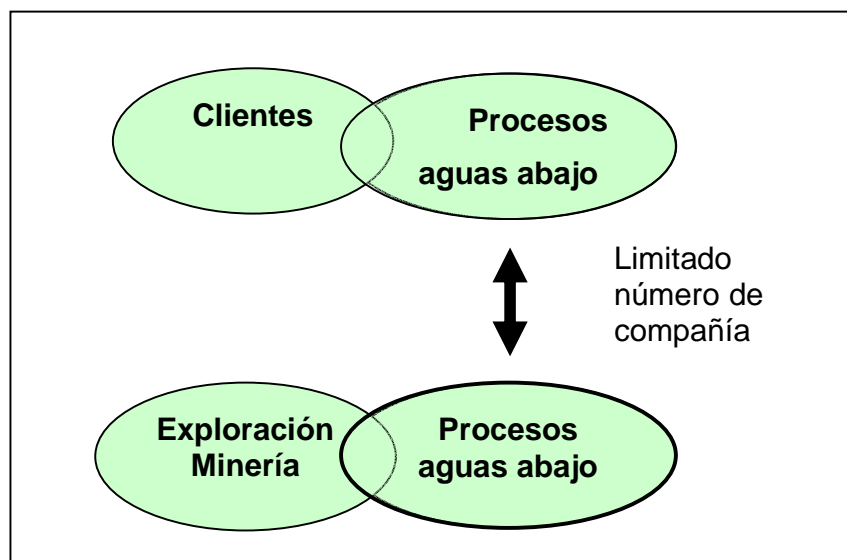 Clientes
Procesos
aguas abajo
Limitado
número de
compañía
Exploración
Minería
Procesos
aguas abajo